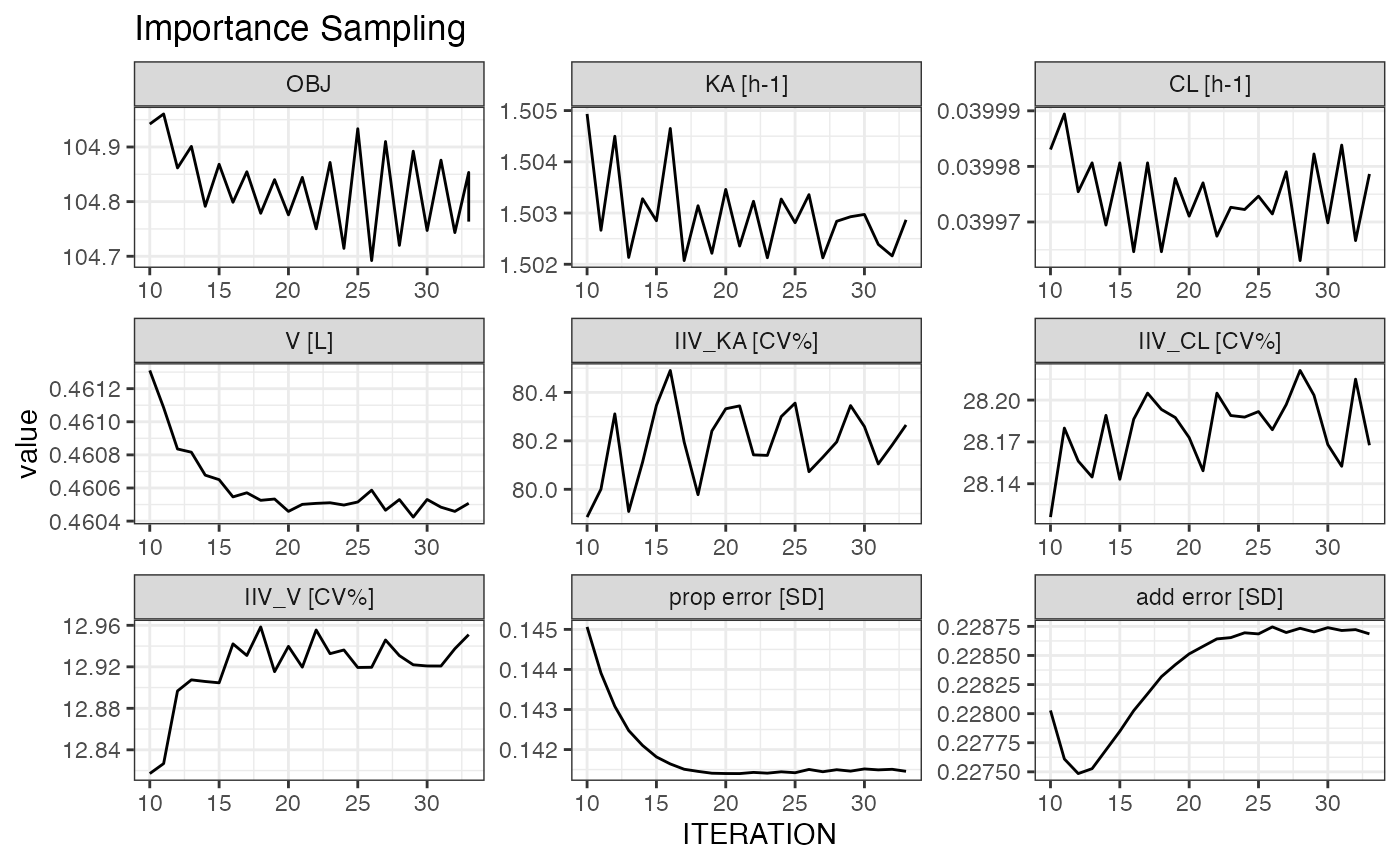 Importance Sampling
OBJ
KA [h-1]
CL [h-1]
104.9
104.8
104.7
1.505
1.504
1.503
1.502
0.03999
0.03998
0.03997
10 15 20 25 30
10 15 20 25 30
10 15 20 25 30
V [L]
IIV_KA [CV%]
IIV_CL [CV%]
value
0.4612
0.4610
0.4608
0.4606
0.4604
80.4
80.2
80.0
28.20
28.17
28.14
10 15 20 25 30
10 15 20 25 30
10 15 20 25 30
IIV_V [CV%]
prop error [SD]
add error [SD]
12.96
12.92
12.88
12.84
0.145
0.144
0.143
0.142
0.22875
0.22850
0.22825
0.22800
0.22775
0.22750
10 15 20 25 30
10 15 20 25 30
10 15 20 25 30
ITERATION